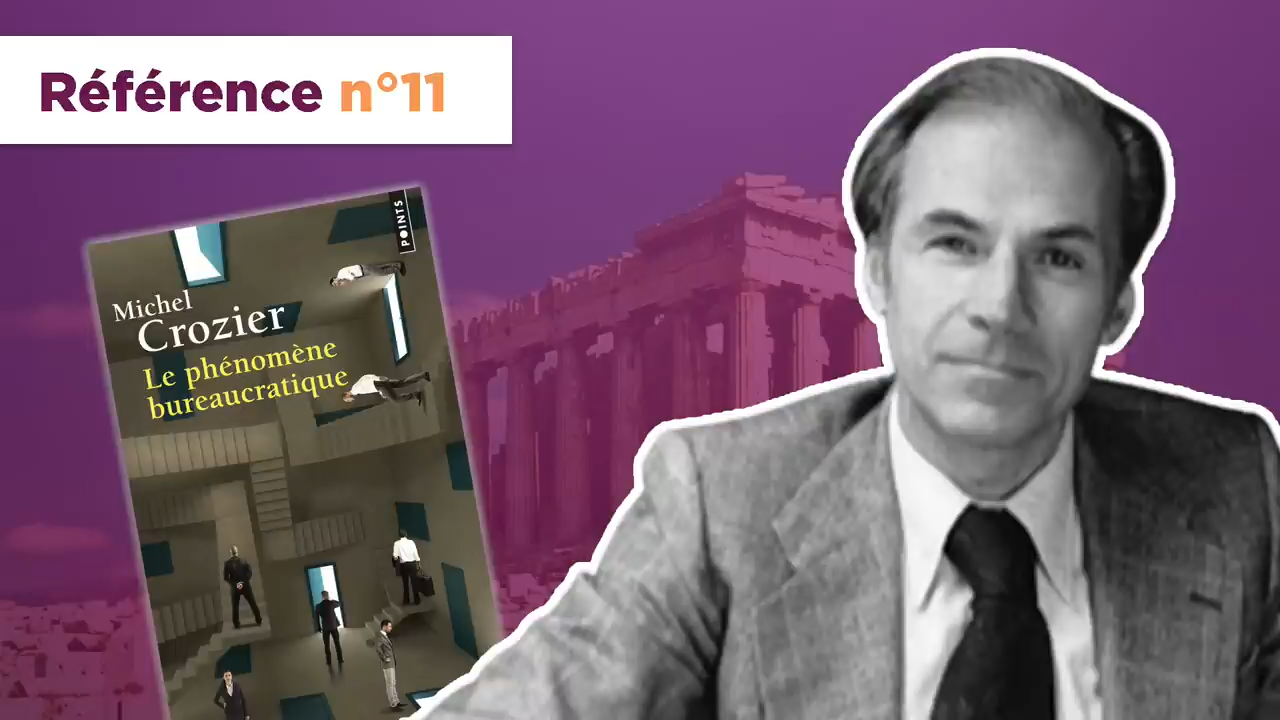 Référence n°11
POINTS
Michel
Crozier
Le phénomène
bureaucratique